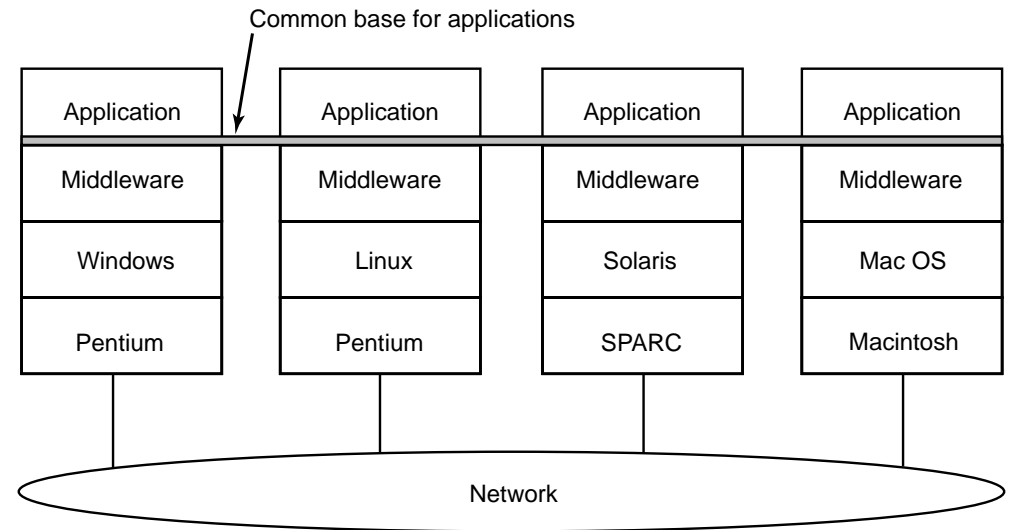 Common base for applications
Application
Application
Application
Application
Middleware
Middleware
Middleware
Middleware
Windows
Linux
Solaris
Mac OS
Pentium
Pentium
SPARC
Macintosh
Network